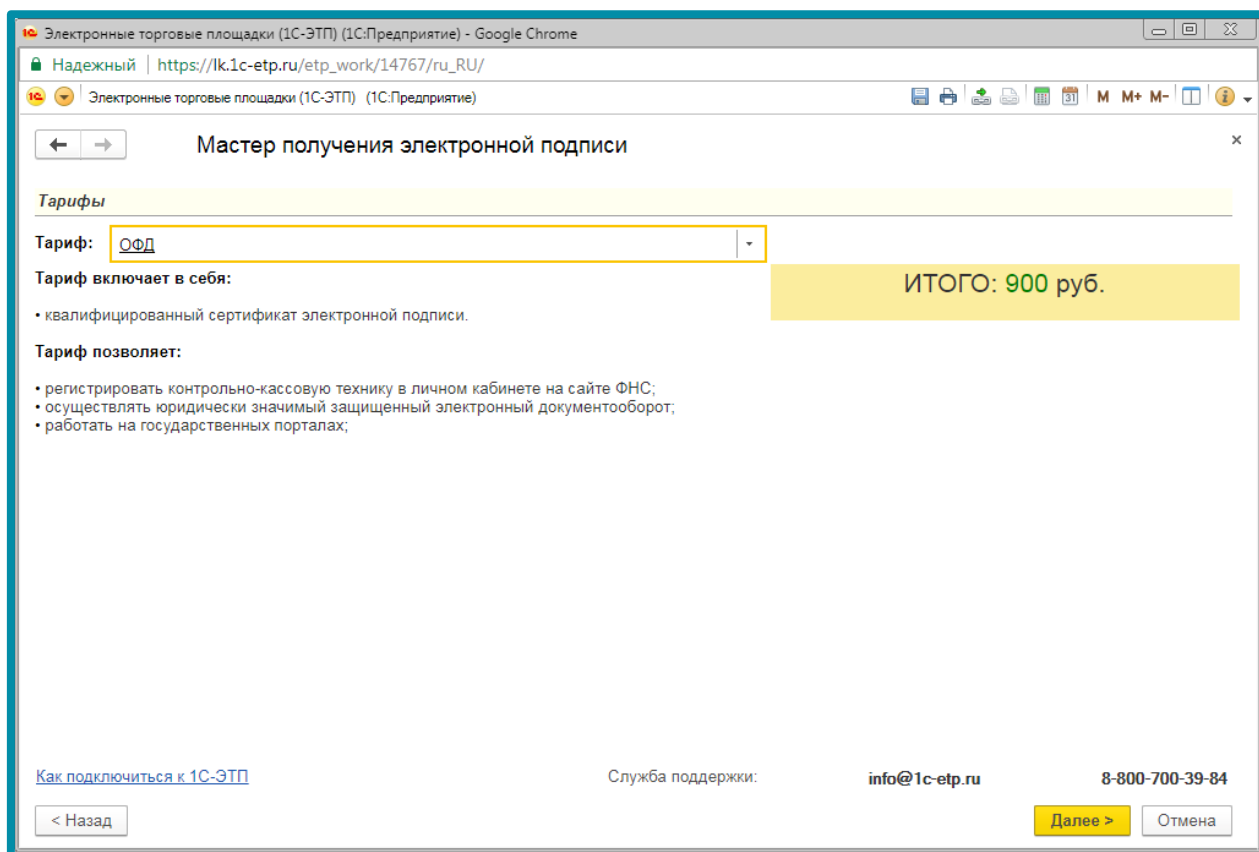 1С Электронные торговые площадки (1С-ЭТП) (1С:Предприятие) - Google Chrome
Надежный | https://lk.1c-etp.ru/etp_work/14767/ru_RU/
1С Электронные торговые площадки (1С-ЭТП) (1С:Предприятие) 31 M M+ M-
Мастер получения электронной подписи
Тарифы
Тариф: ОФД
Тариф включает в себя:
ИТОГО: 900 руб.
• квалифицированный сертификат электронной подписи.
Тариф позволяет:
• регистрировать контрольно-кассовую технику в личном кабинете на сайте ФНС;
• осуществлять юридически значимый защищенный электронный документооборот;
• работать на государственных порталах;
Как подключиться к 1С-ЭТП Служба поддержки: info@1c-etp.ru 8-800-700-39-84
< Назад Далее > Отмена